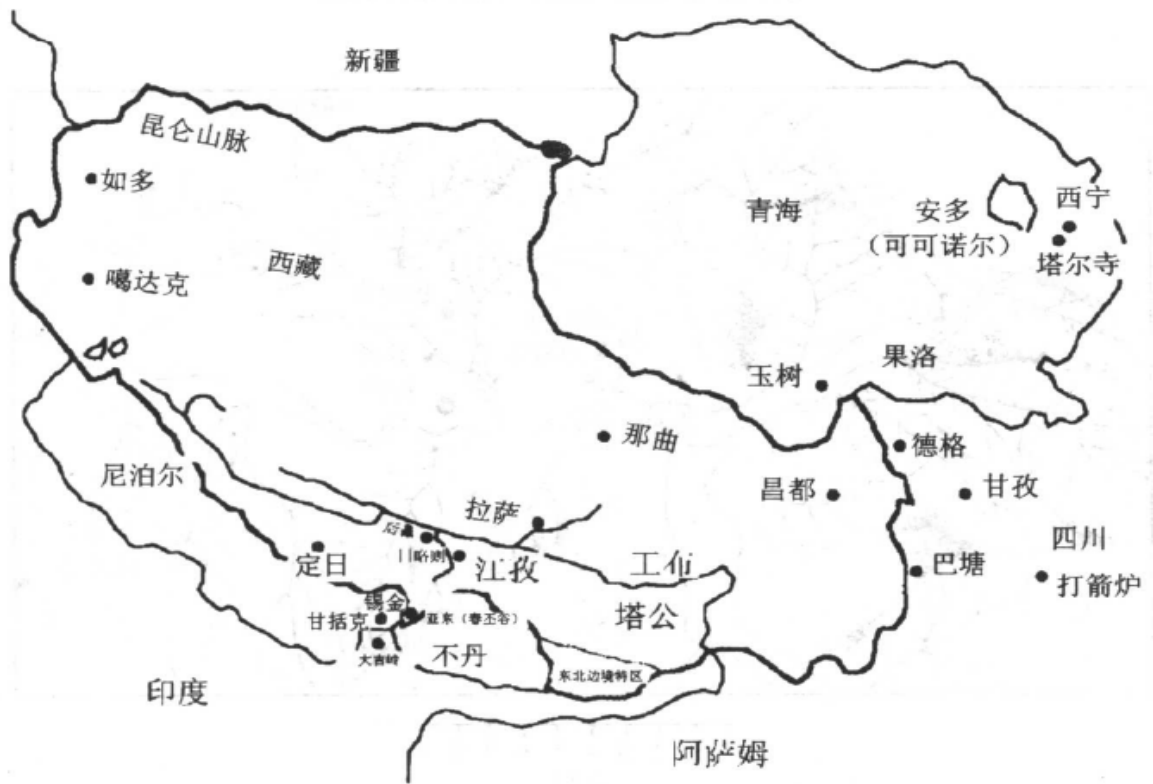 新疆
昆仑山脉
如多
西宁
青海
安多
（可可诺尔）
塔尔寺
西藏
噶达克
果洛
玉树
那曲
德格
尼泊尔
昌都
甘孜
拉萨
四川
定日
江孜
工布
巴塘
打箭炉
锡金
甘括克
亚东（春丕谷）
塔公
大吉岭
不丹
东北边境特区
印度
阿萨姆